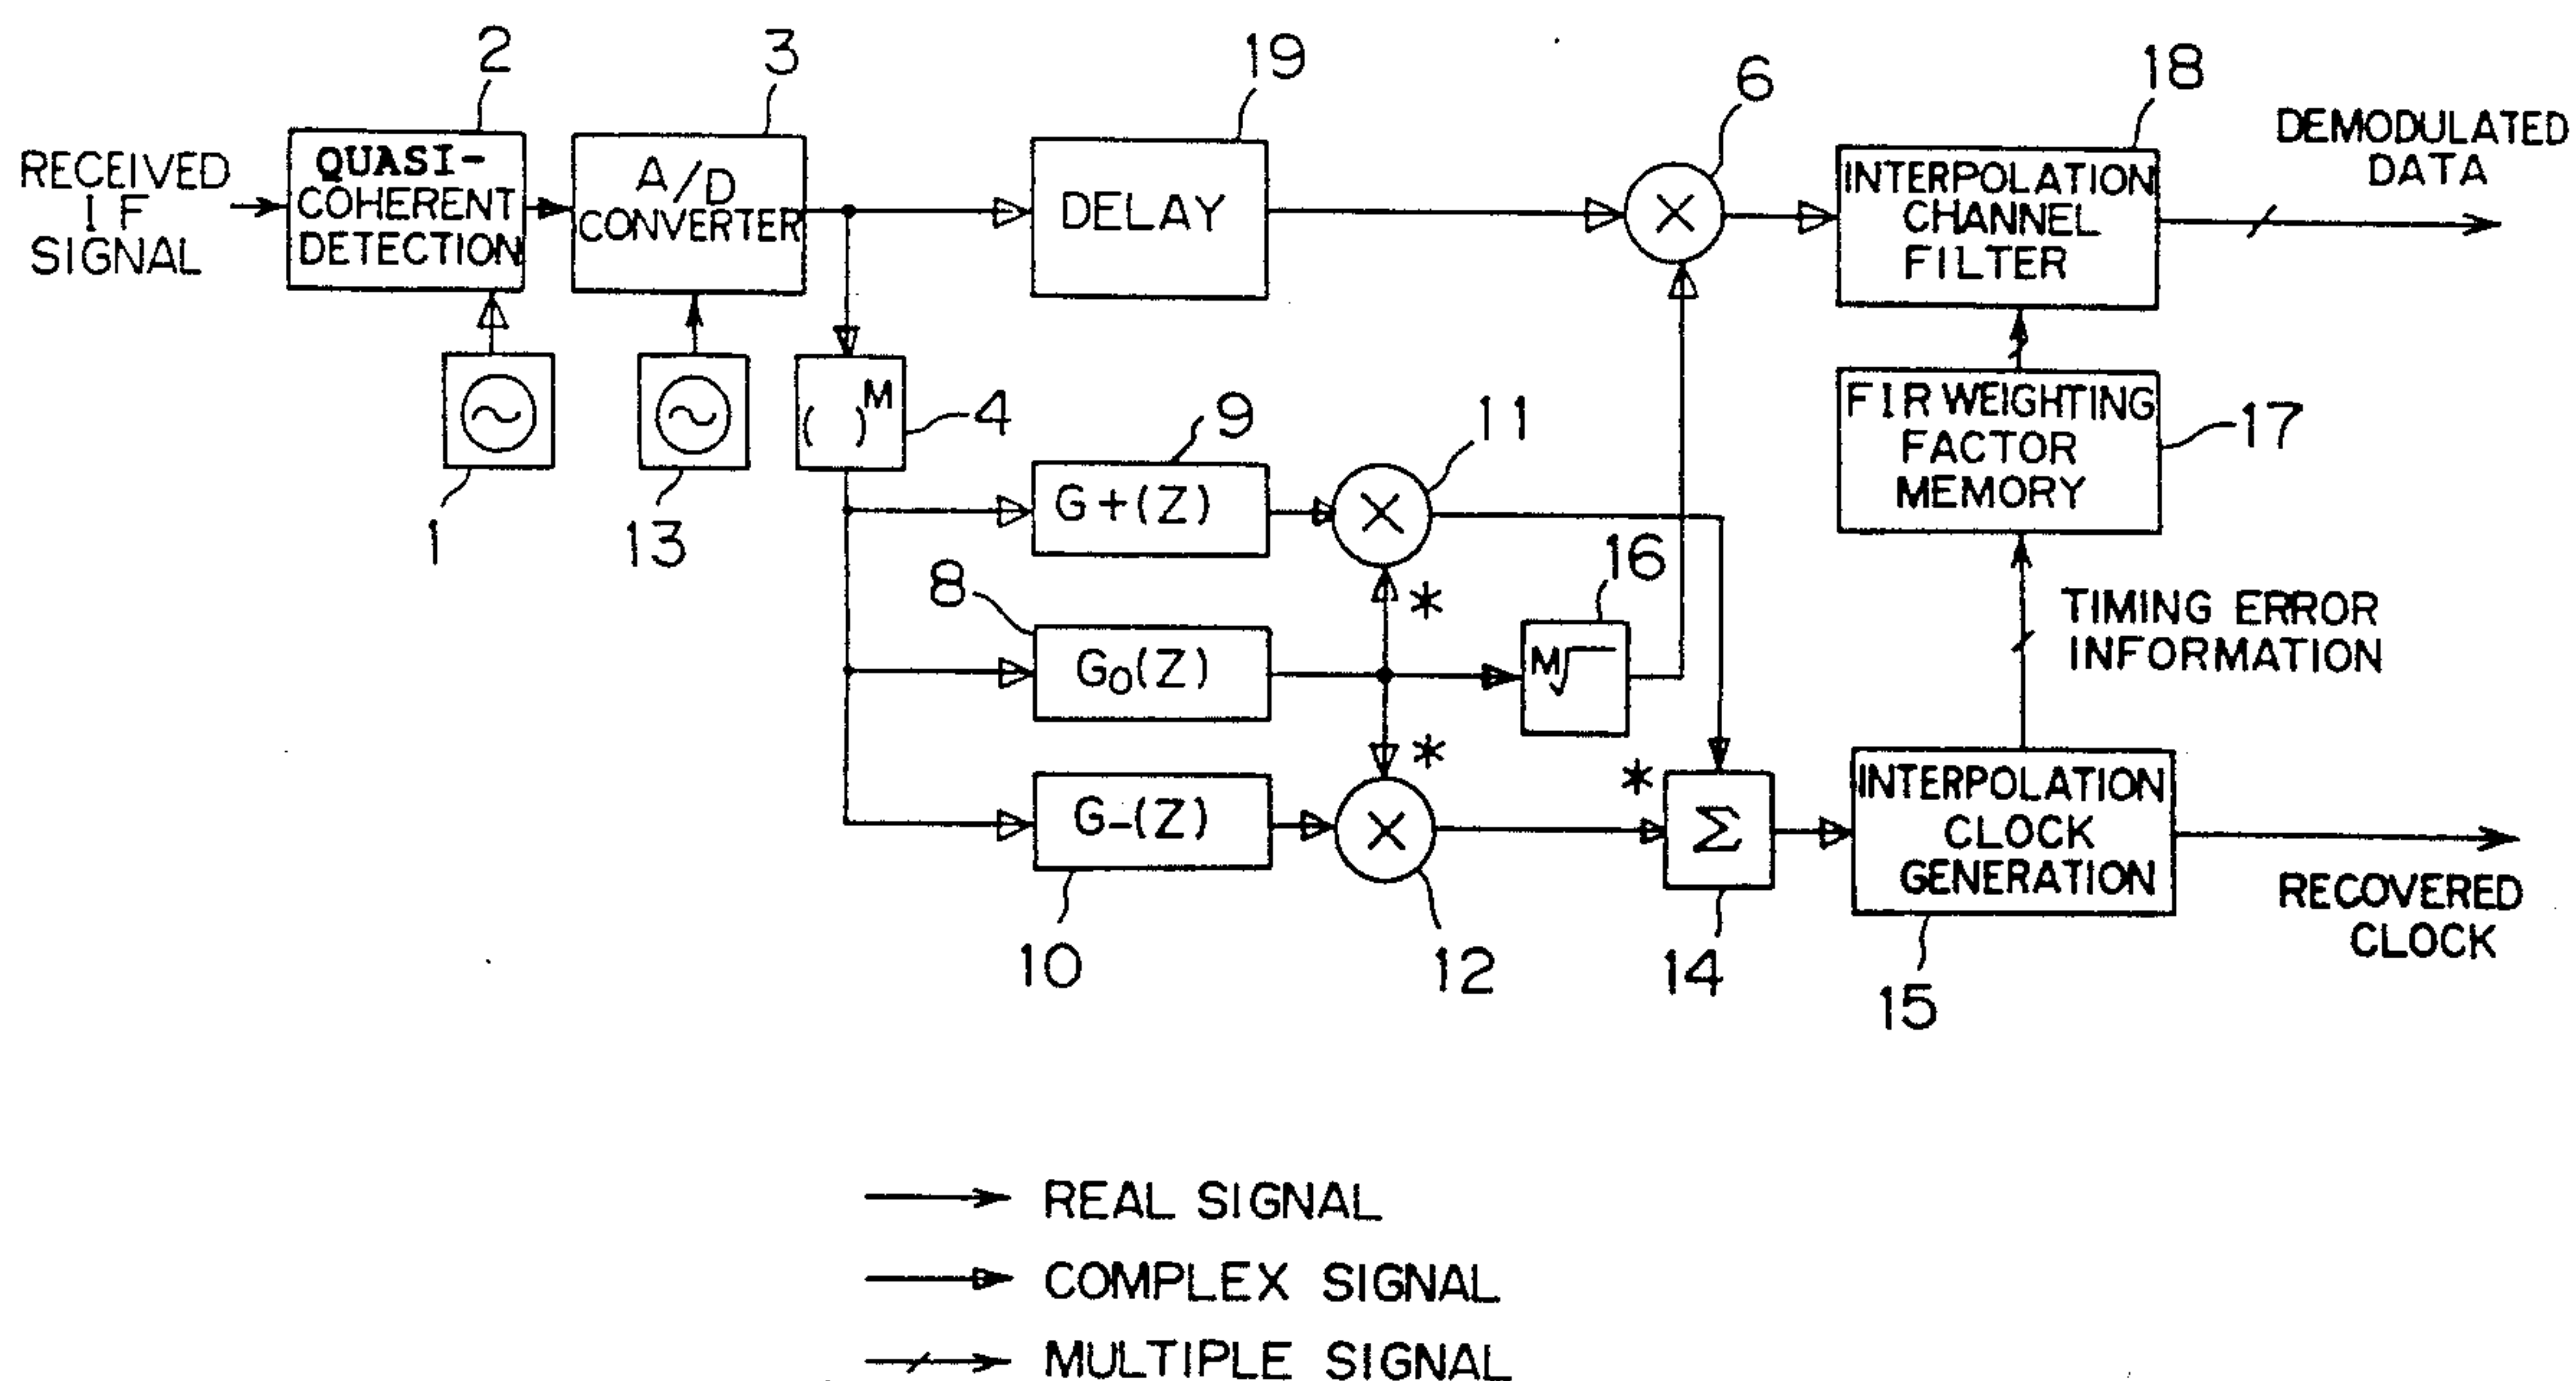 2
3
19
6
18
RECEIVED
IF
SIGNAL
QUASI-
COHERENT
DETECTION
A/D
CONVERTER
DELAY
×
INTERPOLATION
CHANNEL
FILTER
DEMODULATED
DATA
~
~
( )M
4
1
13
9
G+(Z)
11
×
FIR WEIGHTING
FACTOR
MEMORY
17
8
G0(Z)
*
16
M√
TIMING ERROR
INFORMATION
G-(Z)
10
*
×
12
*
Σ
14
INTERPOLATION
CLOCK
GENERATION
15
RECOVERED
CLOCK
REAL SIGNAL
COMPLEX SIGNAL
MULTIPLE SIGNAL